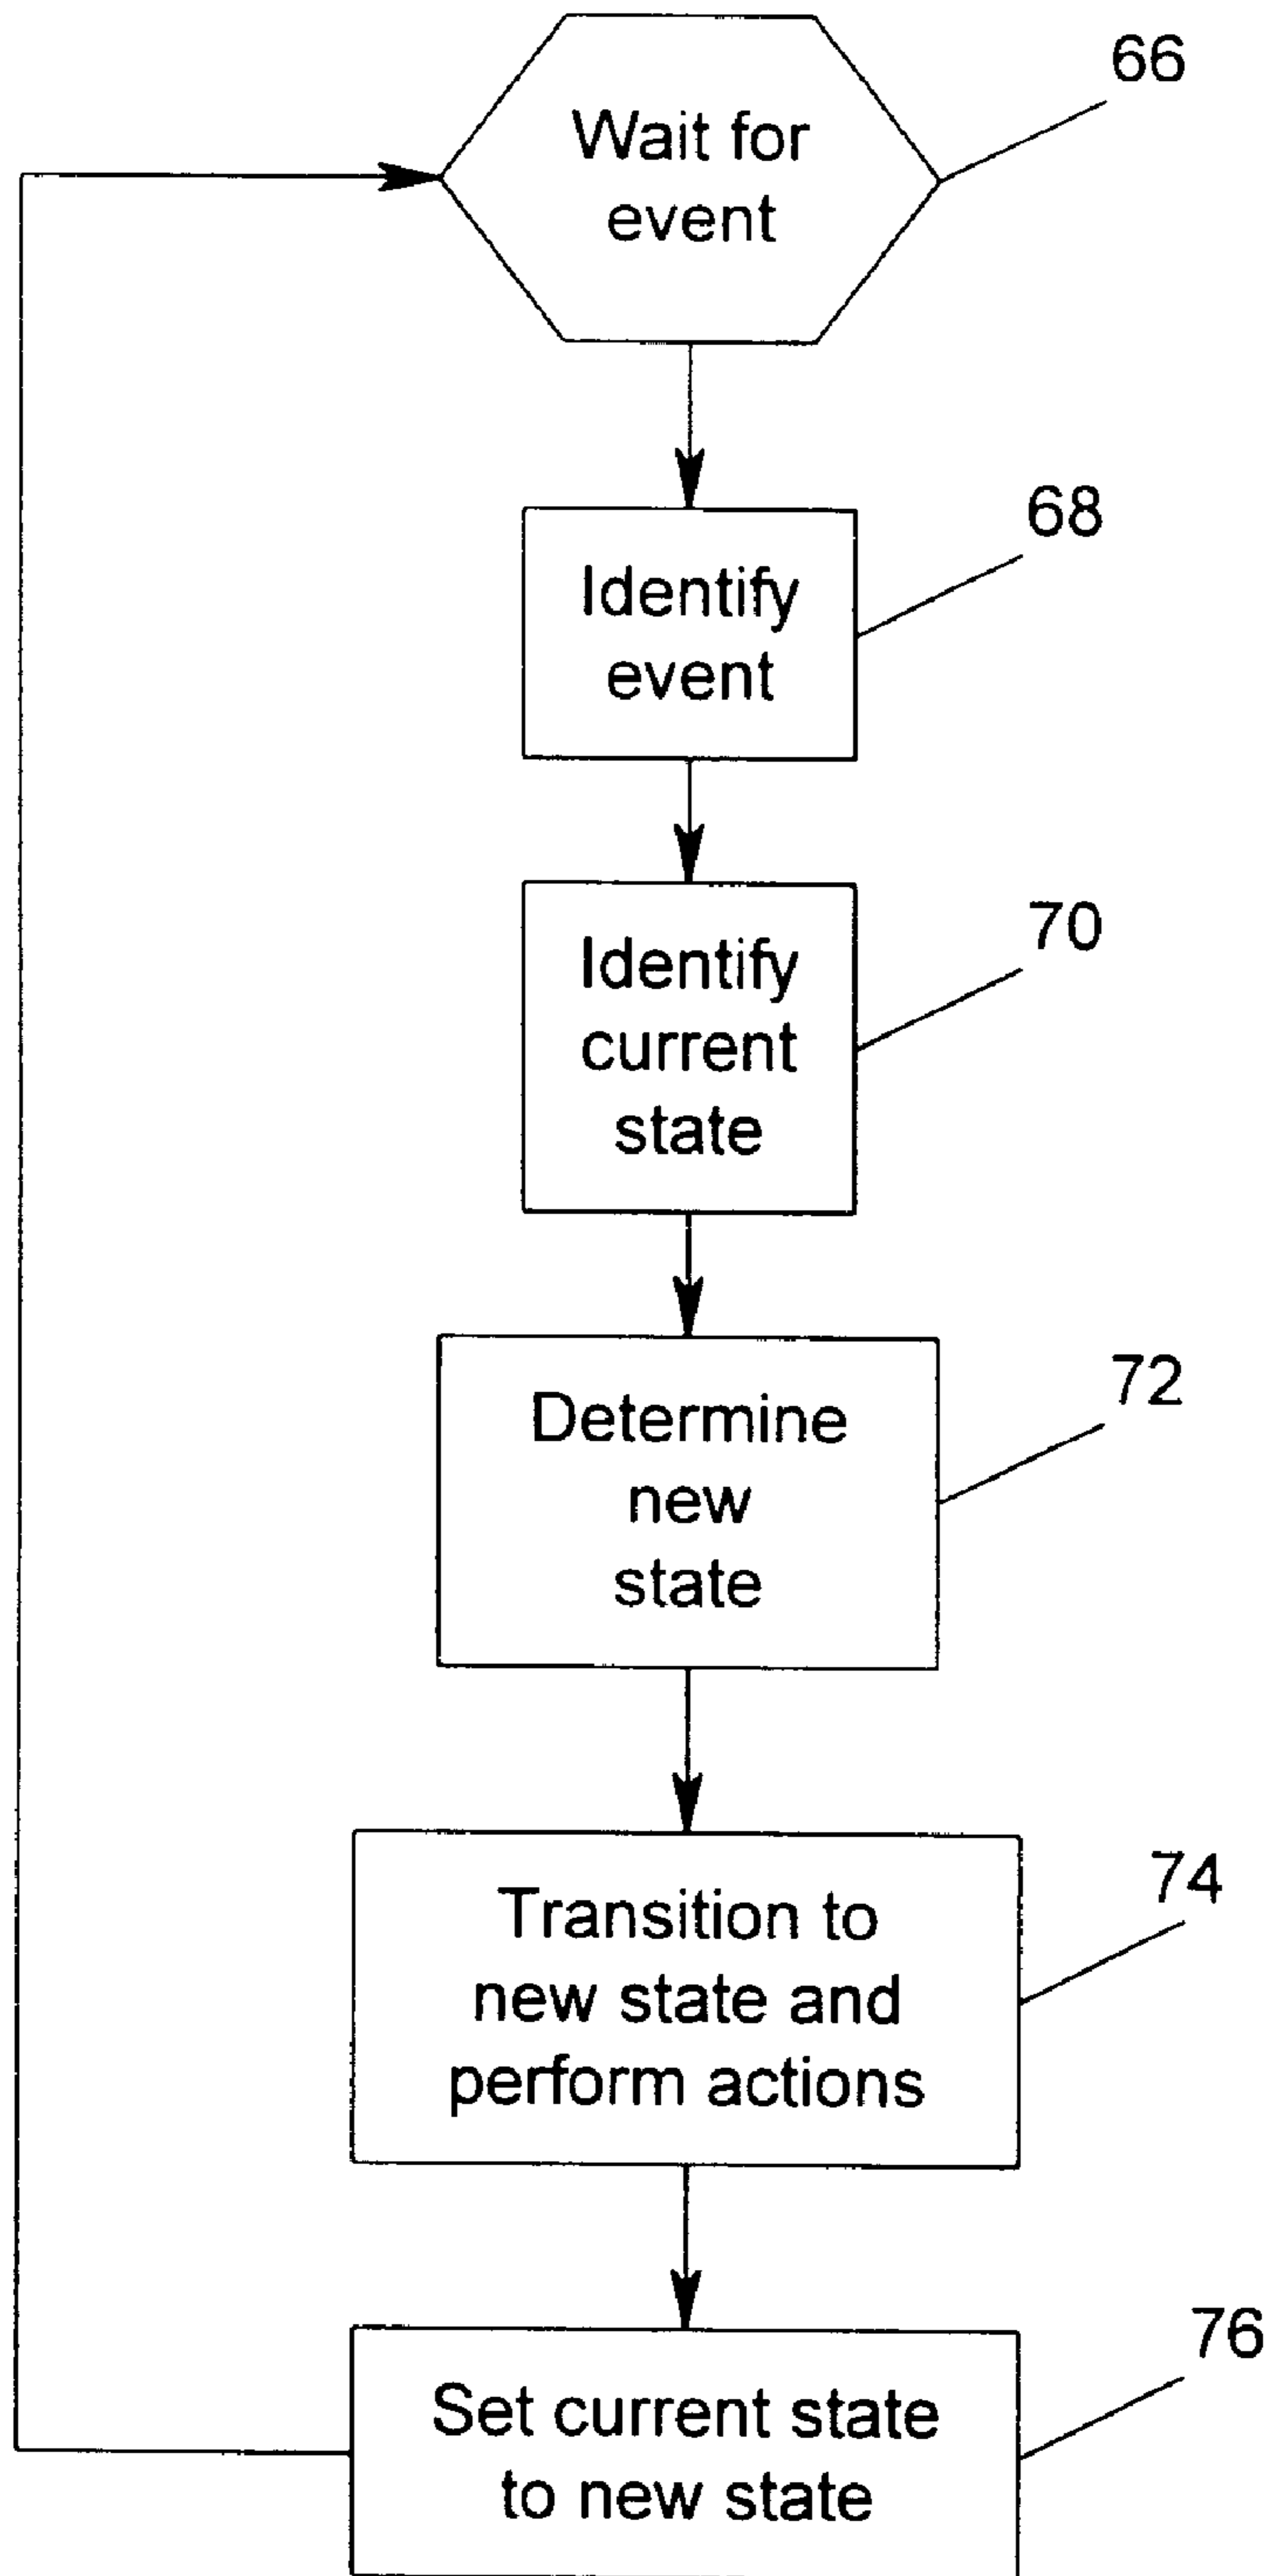 66
Wait for
event
68
Identify
event
70
Identify
current
state
72
Determine
new
state
74
Transition to
new state and
perform actions
76
Set current state
to new state